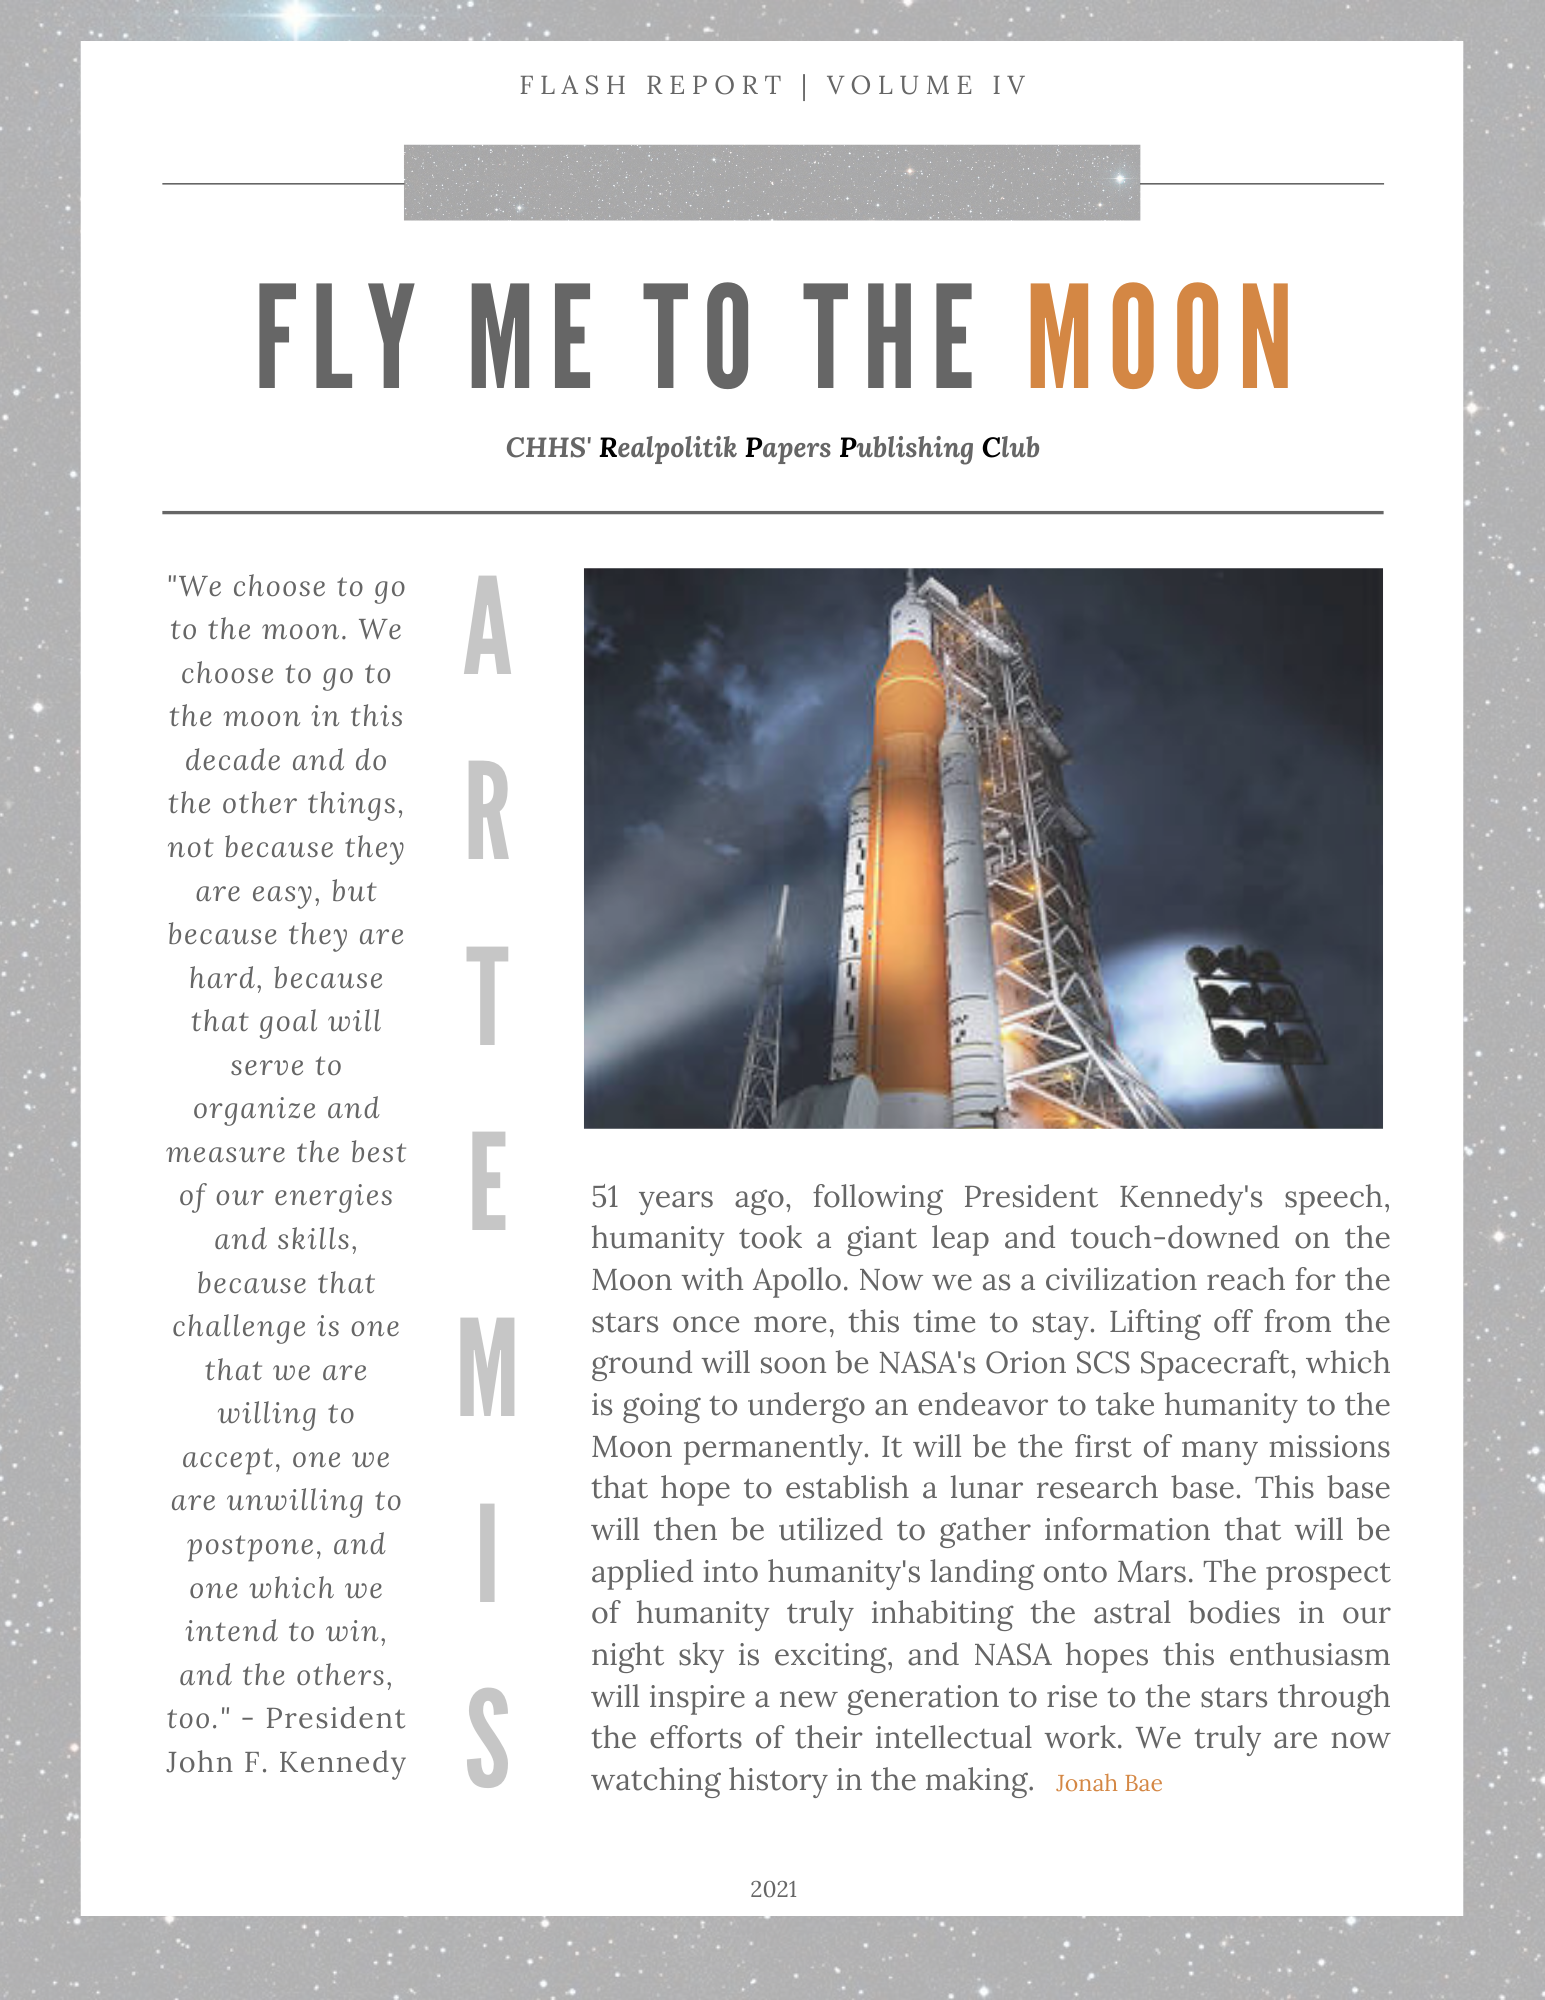 FLASH REPORT | VOLUME IV
FLY ME TO THE MOON
CHHS' Realpolitik Papers Publishing Club
"We choose to go
to the moon. We
choose to go to
the moon in this
decade and do
the other things,
not because they
are easy, but
because they are
hard, because
that goal will
serve to
organize and
measure the best
of our energies
and skills,
because that
challenge is one
that we are
willing to
accept, one we
are unwilling to
postpone, and
one which we
intend to win,
and the others,
too." - President
John F. Kennedy
A
R
T
E
M
I
S
51 years ago, following President Kennedy's speech,
humanity took a giant leap and touch-downed on the
Moon with Apollo. Now we as a civilization reach for the
stars once more, this time to stay. Lifting off from the
ground will soon be NASA's Orion SCS Spacecraft, which
is going to undergo an endeavor to take humanity to the
Moon permanently. It will be the first of many missions
that hope to establish a lunar research base. This base
will then be utilized to gather information that will be
applied into humanity's landing onto Mars. The prospect
of humanity truly inhabiting the astral bodies in our
night sky is exciting, and NASA hopes this enthusiasm
will inspire a new generation to rise to the stars through
the efforts of their intellectual work. We truly are now
watching history in the making. Jonah Bae
2021